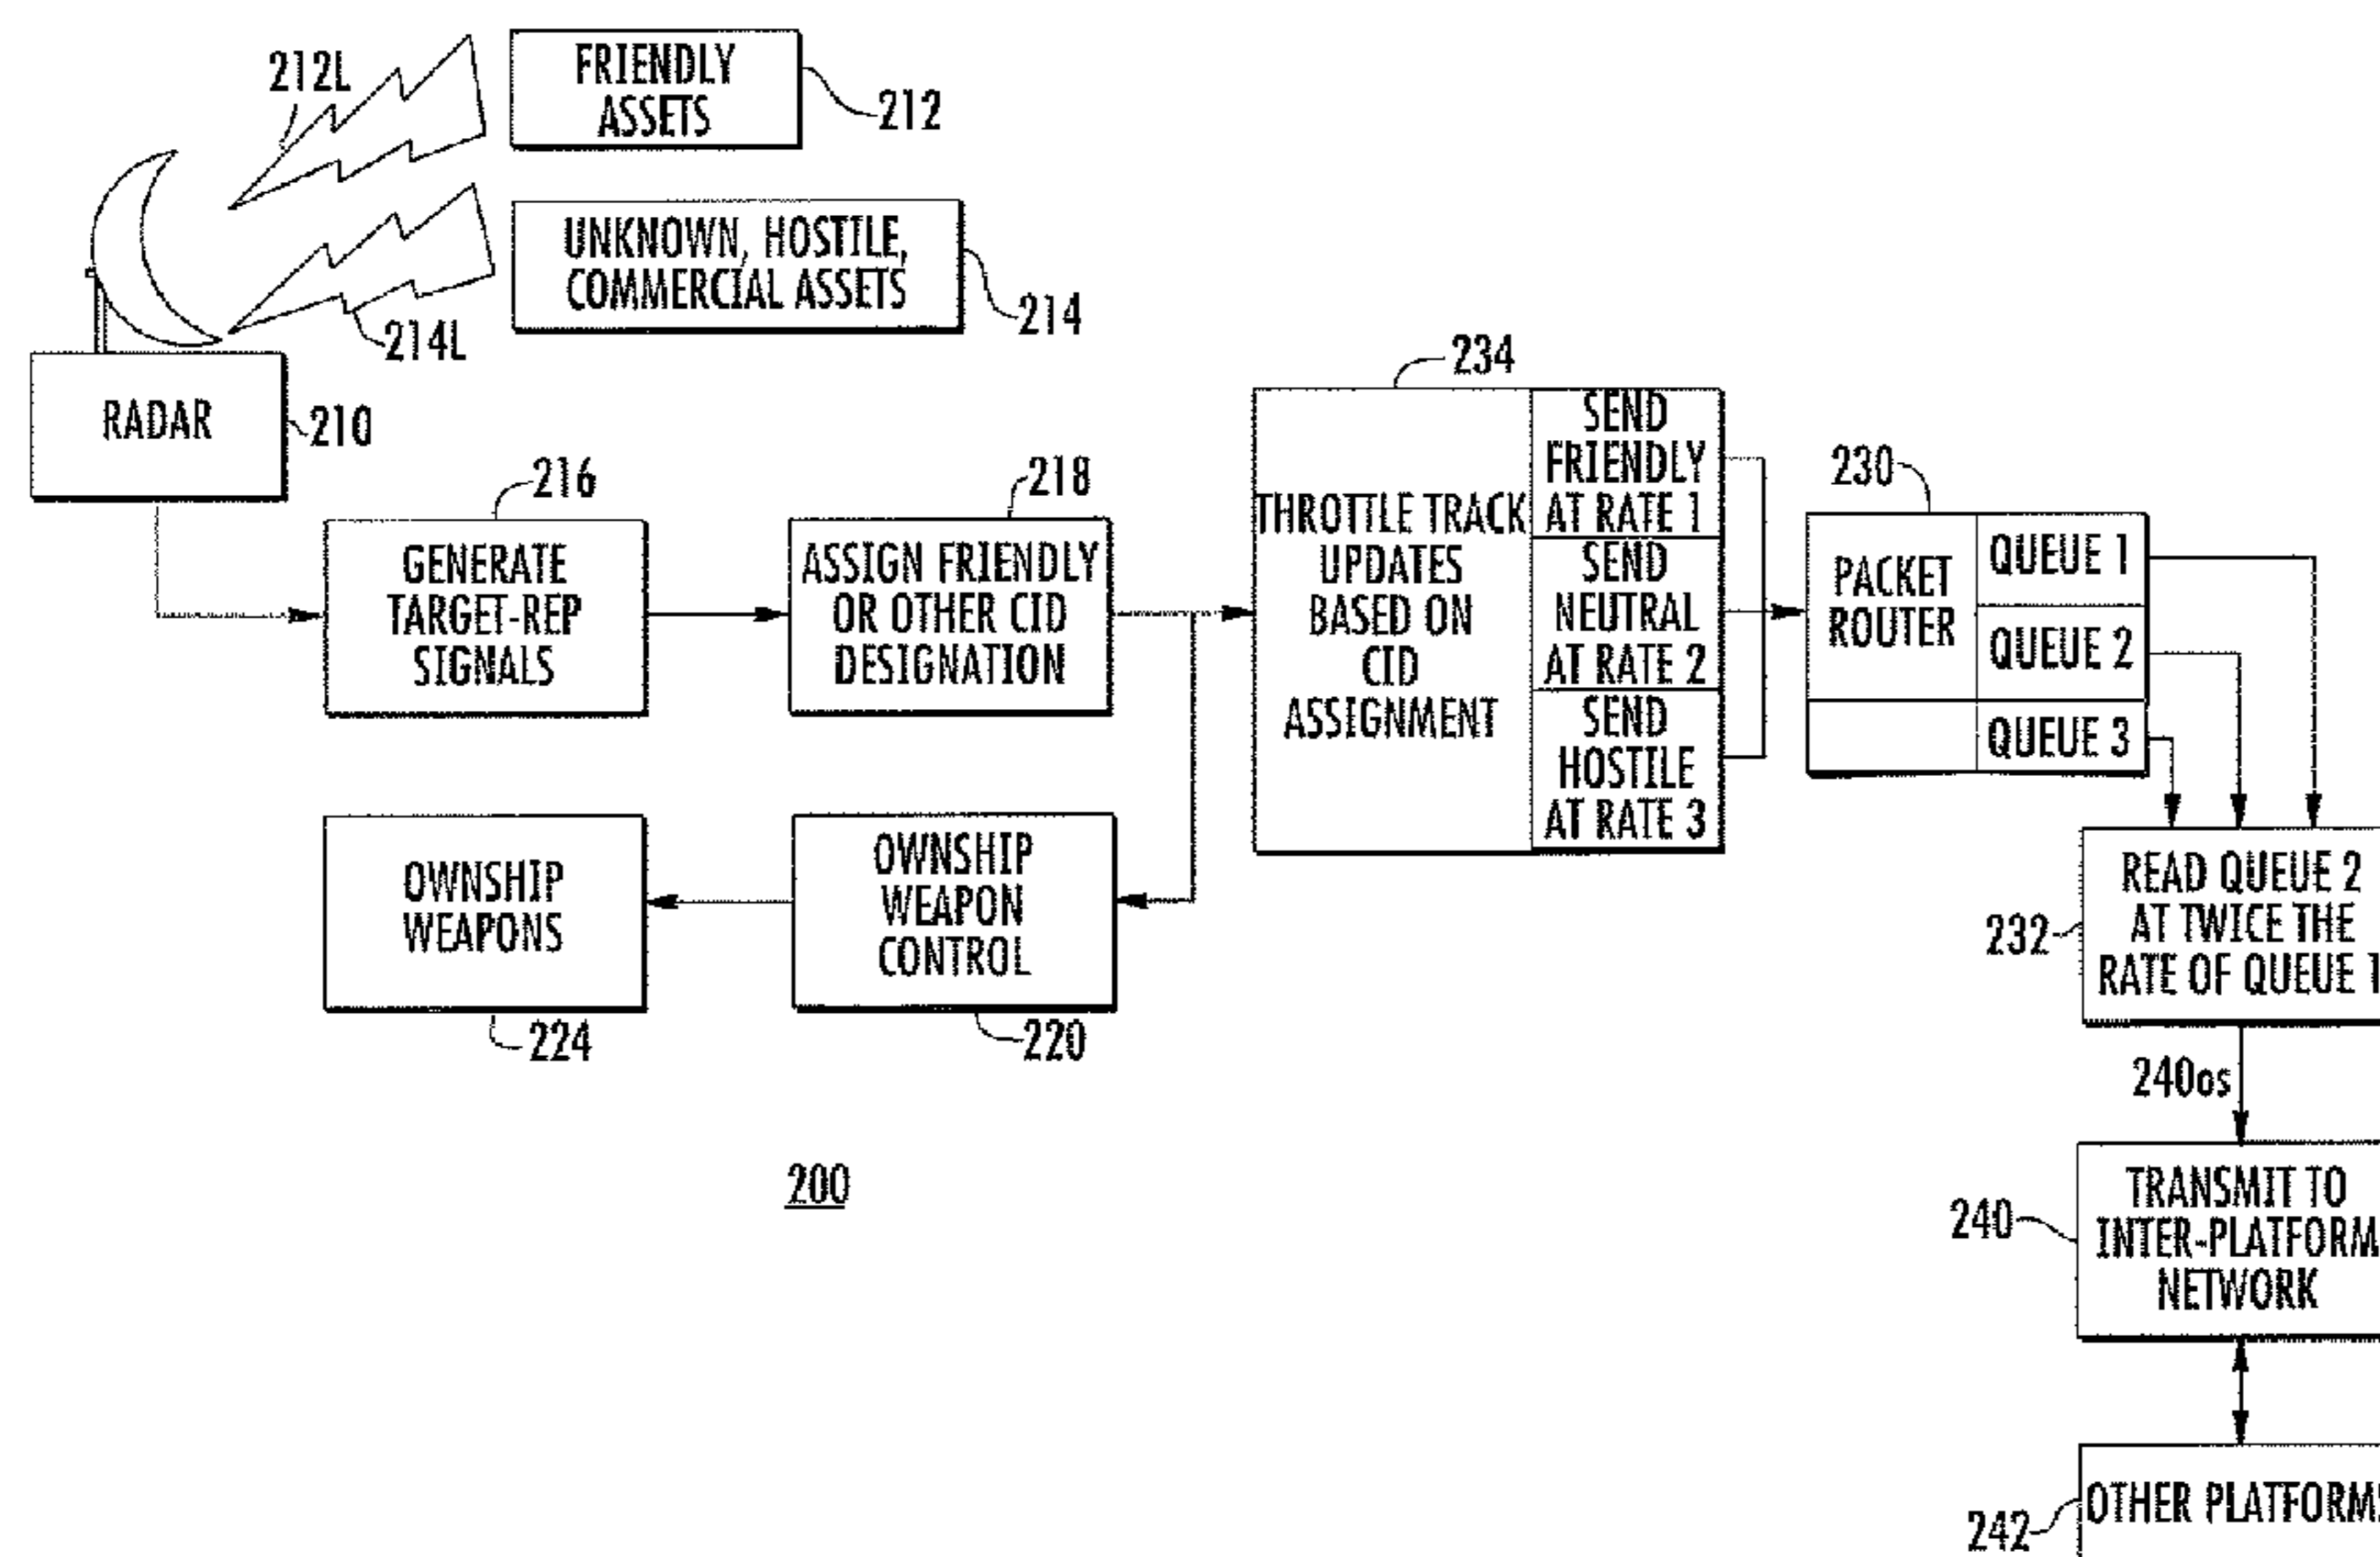 212L
FRIENDLY
ASSETS
212
UNKNOWN, HOSTILE,
COMMERCIAL ASSETS
214
214L
RADAR
210
216
GENERATE
TARGET-REP
SIGNALS
218
ASSIGN FRIENDLY
OR OTHER CID
DESIGNATION
234
THROTTLE TRACK
UPDATES
BASED ON
CID
ASSIGNMENT
SEND
FRIENDLY
AT RATE 1
SEND
NEUTRAL
AT RATE 2
SEND
HOSTILE
AT RATE 3
230
PACKET
ROUTER
QUEUE 1
QUEUE 2
QUEUE 3
OWNSHIP
WEAPONS
224
OWNSHIP
WEAPON
CONTROL
220
232
READ QUEUE 2
AT TWICE THE
RATE OF QUEUE 1
240os
200
240
TRANSMIT TO
INTER-PLATFORM
NETWORK
242
OTHER PLATFORMS